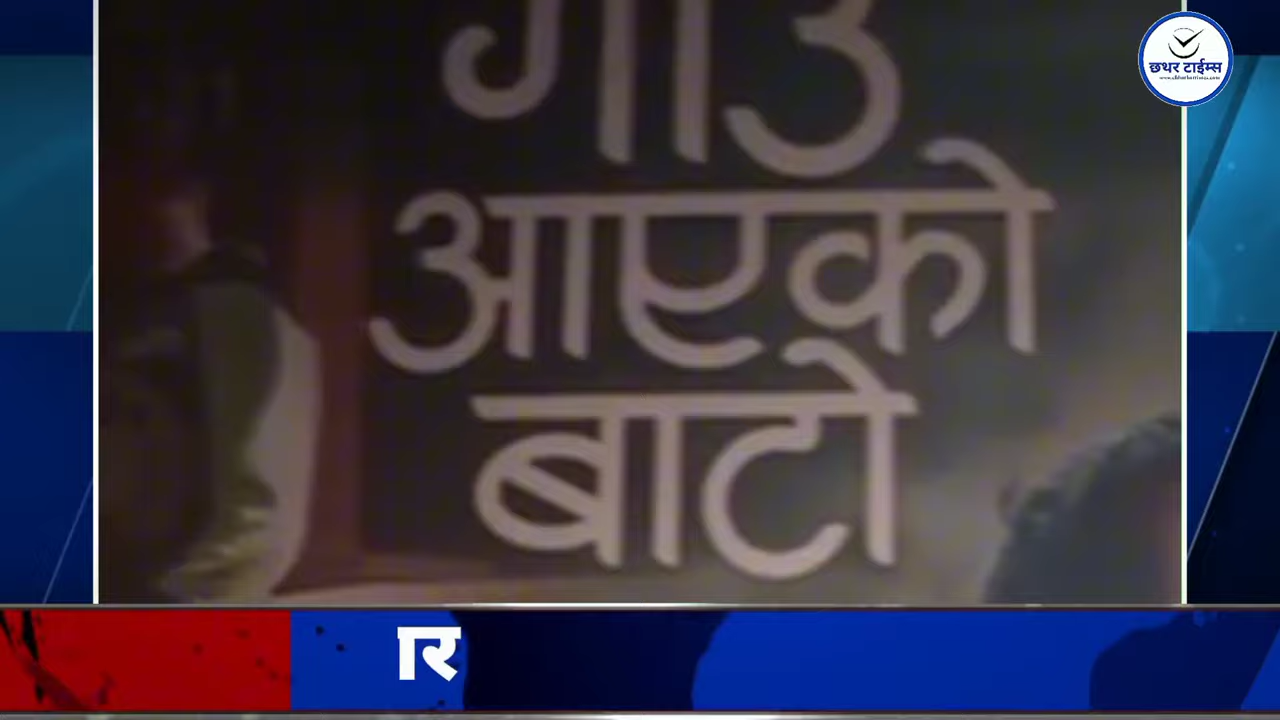 छथर टाईम्स
गाउँ
आएको
बाटो
र